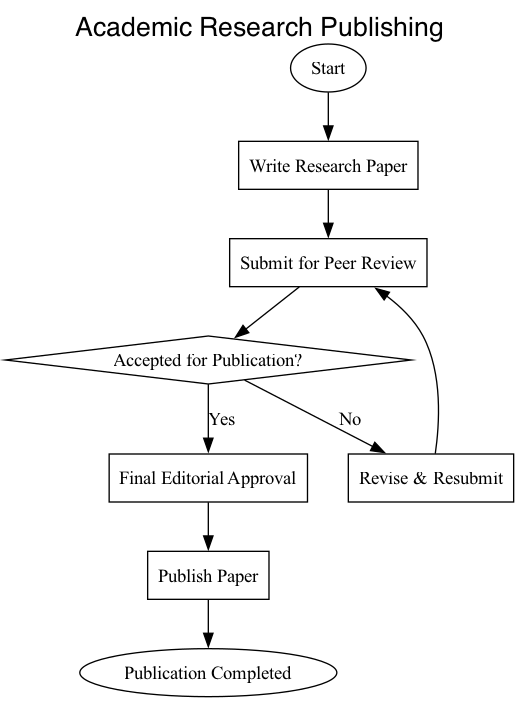 Academic Research Publishing
Start
Write Research Paper
Submit for Peer Review
Accepted for Publication?
Yes
No
Final Editorial Approval
Revise & Resubmit
Publish Paper
Publication Completed